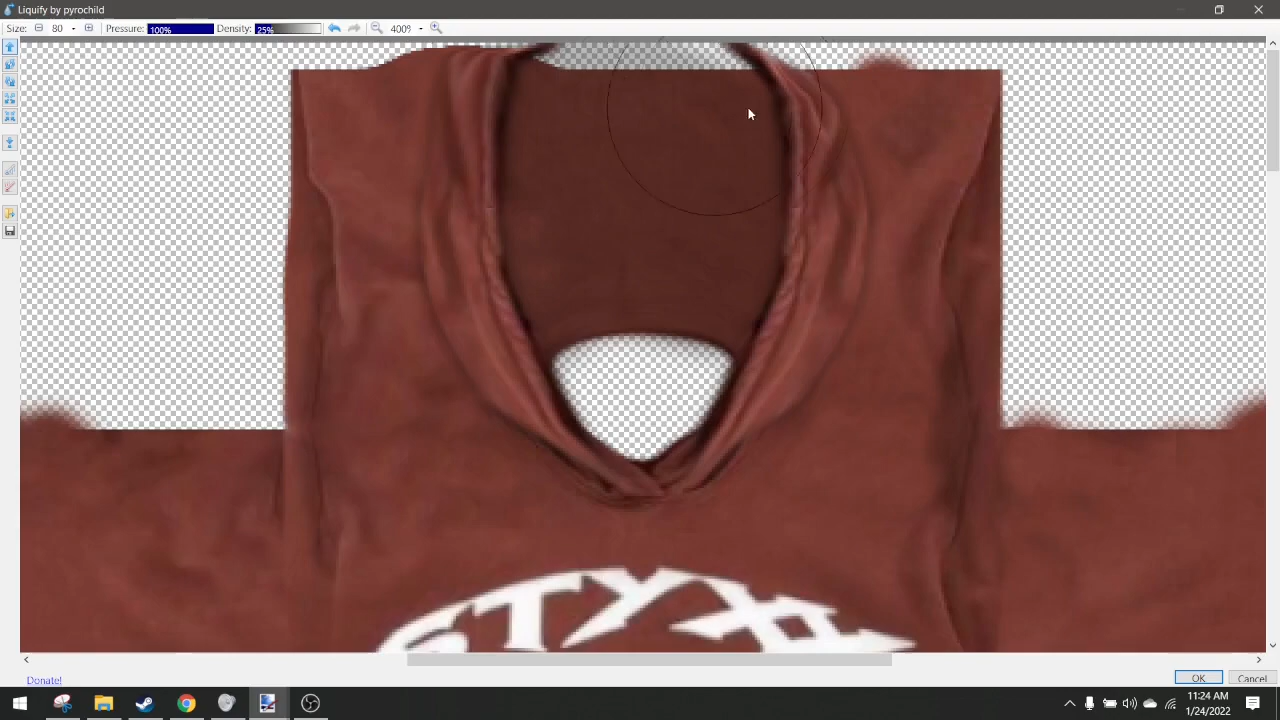 Liquify by pyrochild
Size: 80 Pressure: 100% Density: 25% 400%
STYXL
Donate! OK Cancel
11:24 AM
1/24/2022